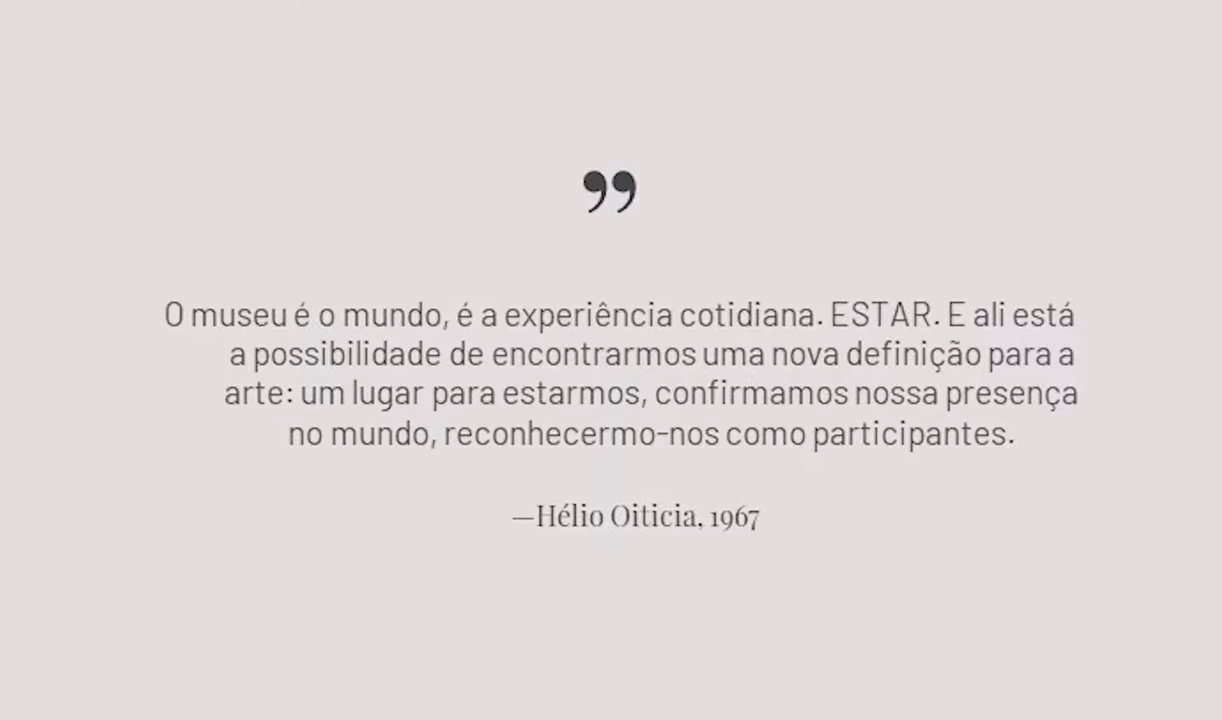 ”
O museu é o mundo, é a experiência cotidiana. ESTAR. E ali está
a possibilidade de encontrarmos uma nova definição para a
arte: um lugar para estarmos, confirmamos nossa presença
no mundo, reconhecermo-nos como participantes.
—Hélio Oiticia, 1967